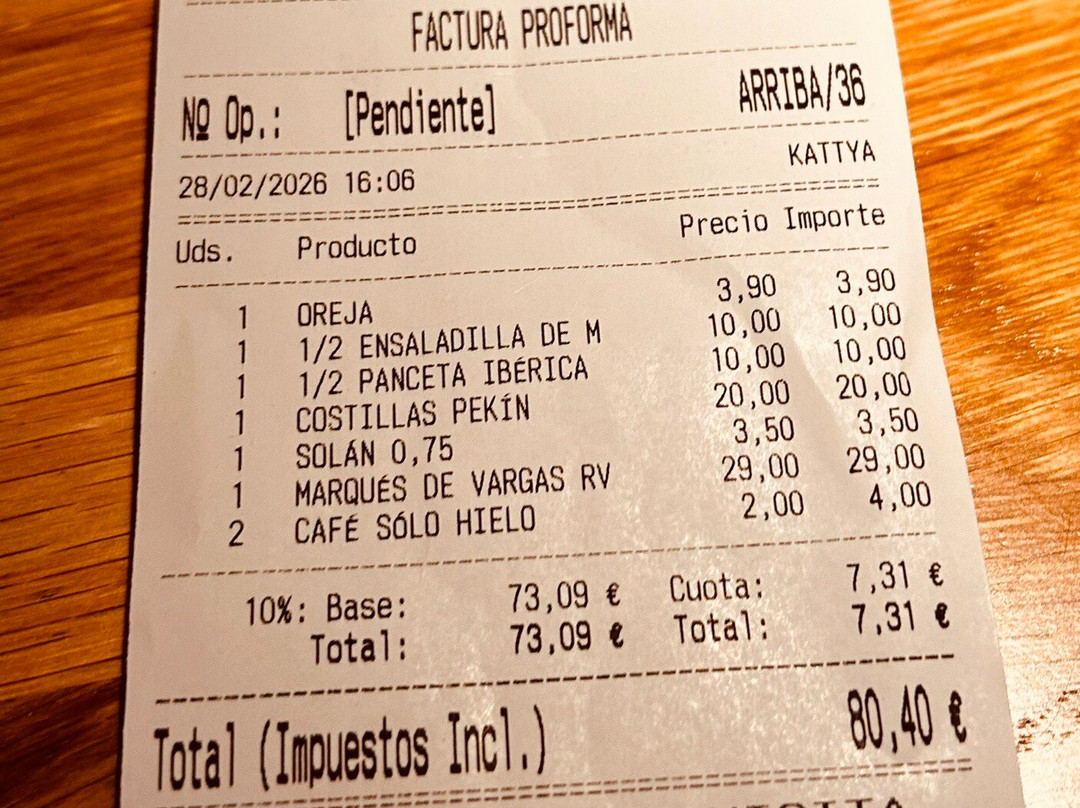 FACTURA PROFORMA
Nº Op.: [Pendiente] ARRIBA/36
28/02/2026 16:06 KATTYA
Uds. Producto Precio Importe
1 OREJA 3,90 3,90
1 1/2 ENSALADILLA DE M 10,00 10,00
1 1/2 PANCETA IBÉRICA 10,00 10,00
1 COSTILLAS PEKÍN 20,00 20,00
1 SOLÁN 0,75 3,50 3,50
1 MARQUÉS DE VARGAS RV 29,00 29,00
2 CAFÉ SÓLO HIELO 2,00 4,00
10%: Base: 73,09 € Cuota: 7,31 €
Total: 73,09 € Total: 7,31 €
Total (Impuestos Incl.) 80,40 €